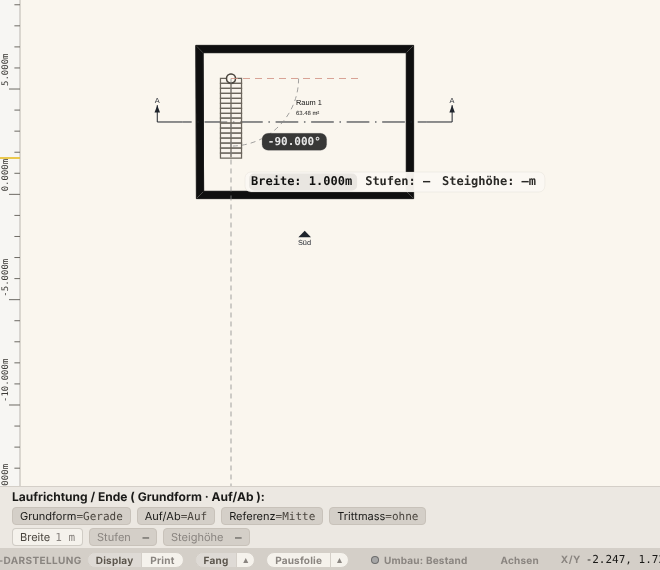 5.000m
A
A
Raum 1
63.48 m²
-90.000°
0.000m
Breite: 1.000m Stufen: — Steighöhe: —m
Süd
-5.000m
-10.000m
Laufrichtung / Ende ( Grundform · Auf/Ab ):
Grundform=Gerade Auf/Ab=Auf Referenz=Mitte Trittmass=ohne
Breite 1 m Stufen — Steighöhe —
-DARSTELLUNG Display Print Fang ▲ Pausfolie ▲ Umbau: Bestand Achsen X/Y -2.247,